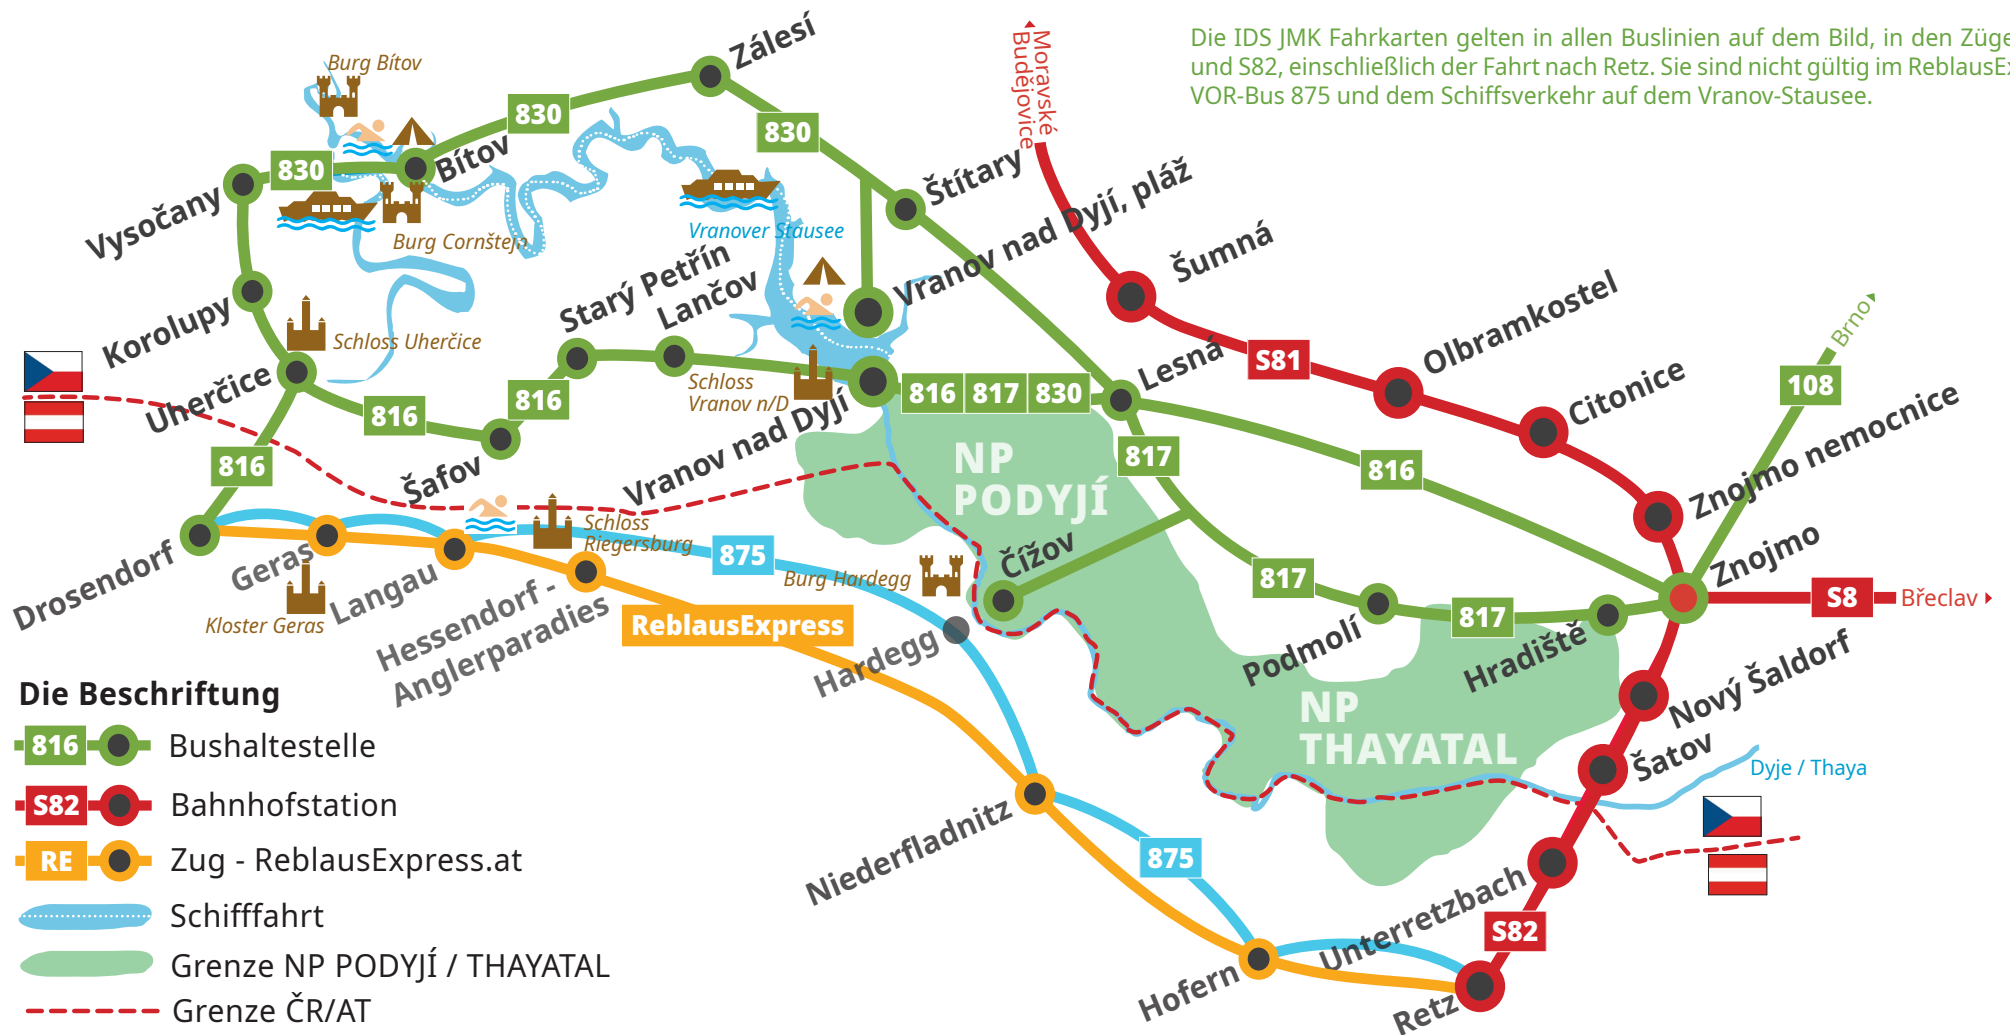 Die IDS JMK Fahrkarten gelten in allen Buslinien auf dem Bild, in den Züge
und S82, einschließlich der Fahrt nach Retz. Sie sind nicht gültig im ReblausEx
VOR-Bus 875 und dem Schiffsverkehr auf dem Vranov-Stausee.
Moravské
Budějovice
Zálesí
Burg Bítov
830
830
830
Bítov
Štítary
Vysočany
Burg Cornštejn
Vranover Stausee
Vranov nad Dyjí, pláž
Šumná
Starý Petřín
Lančov
Korolupy
Schloss Uherčice
Olbramkostel
Brno
S81
Lesná
108
Uherčice
Schloss
Vranov n/D
816
817
830
Citonice
816
816
Vranov nad Dyjí
Znojmo nemocnice
816
Šafov
NP
PODYJÍ
817
816
Schloss
Riegersburg
875
Drosendorf
Geras
Langau
Hessendorf -
Anglerparadies
Kloster Geras
Burg Hardegg
Čížov
817
Znojmo
ReblausExpress
Hardegg
Podmolí
817
Hradiště
S8
Břeclav
Nový Šaldorf
NP
THAYATAL
Šatov
Dyje / Thaya
Niederfladnitz
875
Unterretzbach
S82
Hofern
Retz
Die Beschriftung
816
Bushaltestelle
S82
Bahnhofstation
RE
Zug - ReblausExpress.at
Schifffahrt
Grenze NP PODYJÍ / THAYATAL
Grenze ČR/AT